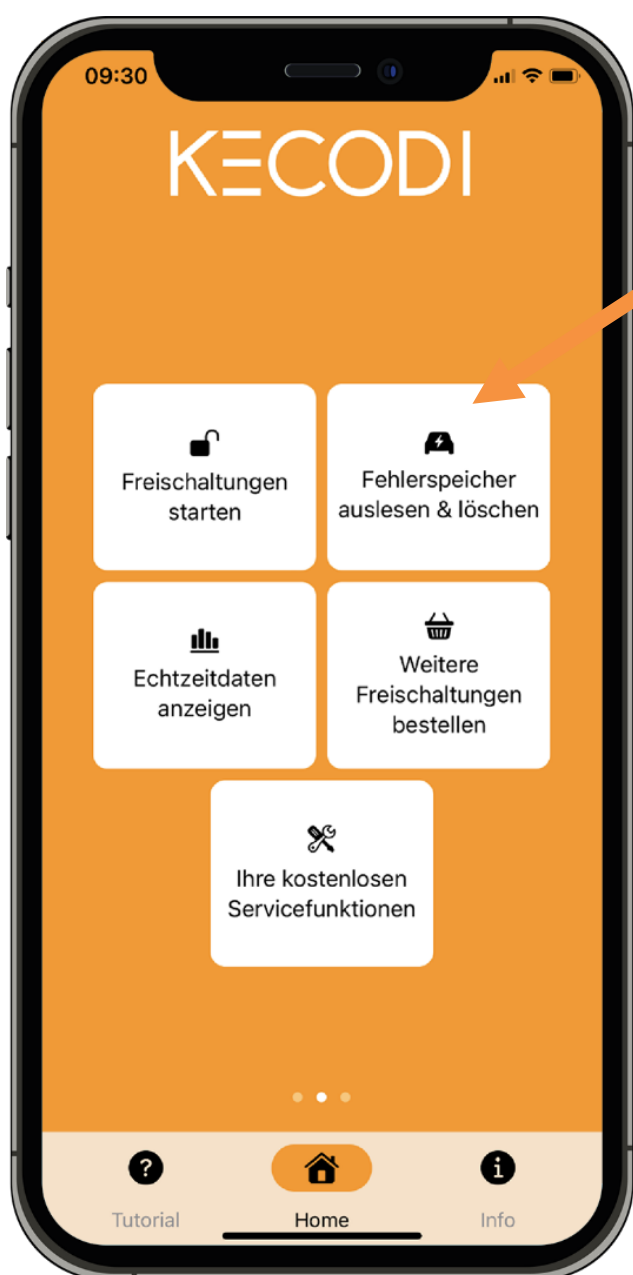 09:30
KECODI
Freischaltungen
starten
Fehlerspeicher
auslesen & löschen
Echtzeitdaten
anzeigen
Weitere
Freischaltungen
bestellen
Ihre kostenlosen
Servicefunktionen
Tutorial
Home
Info